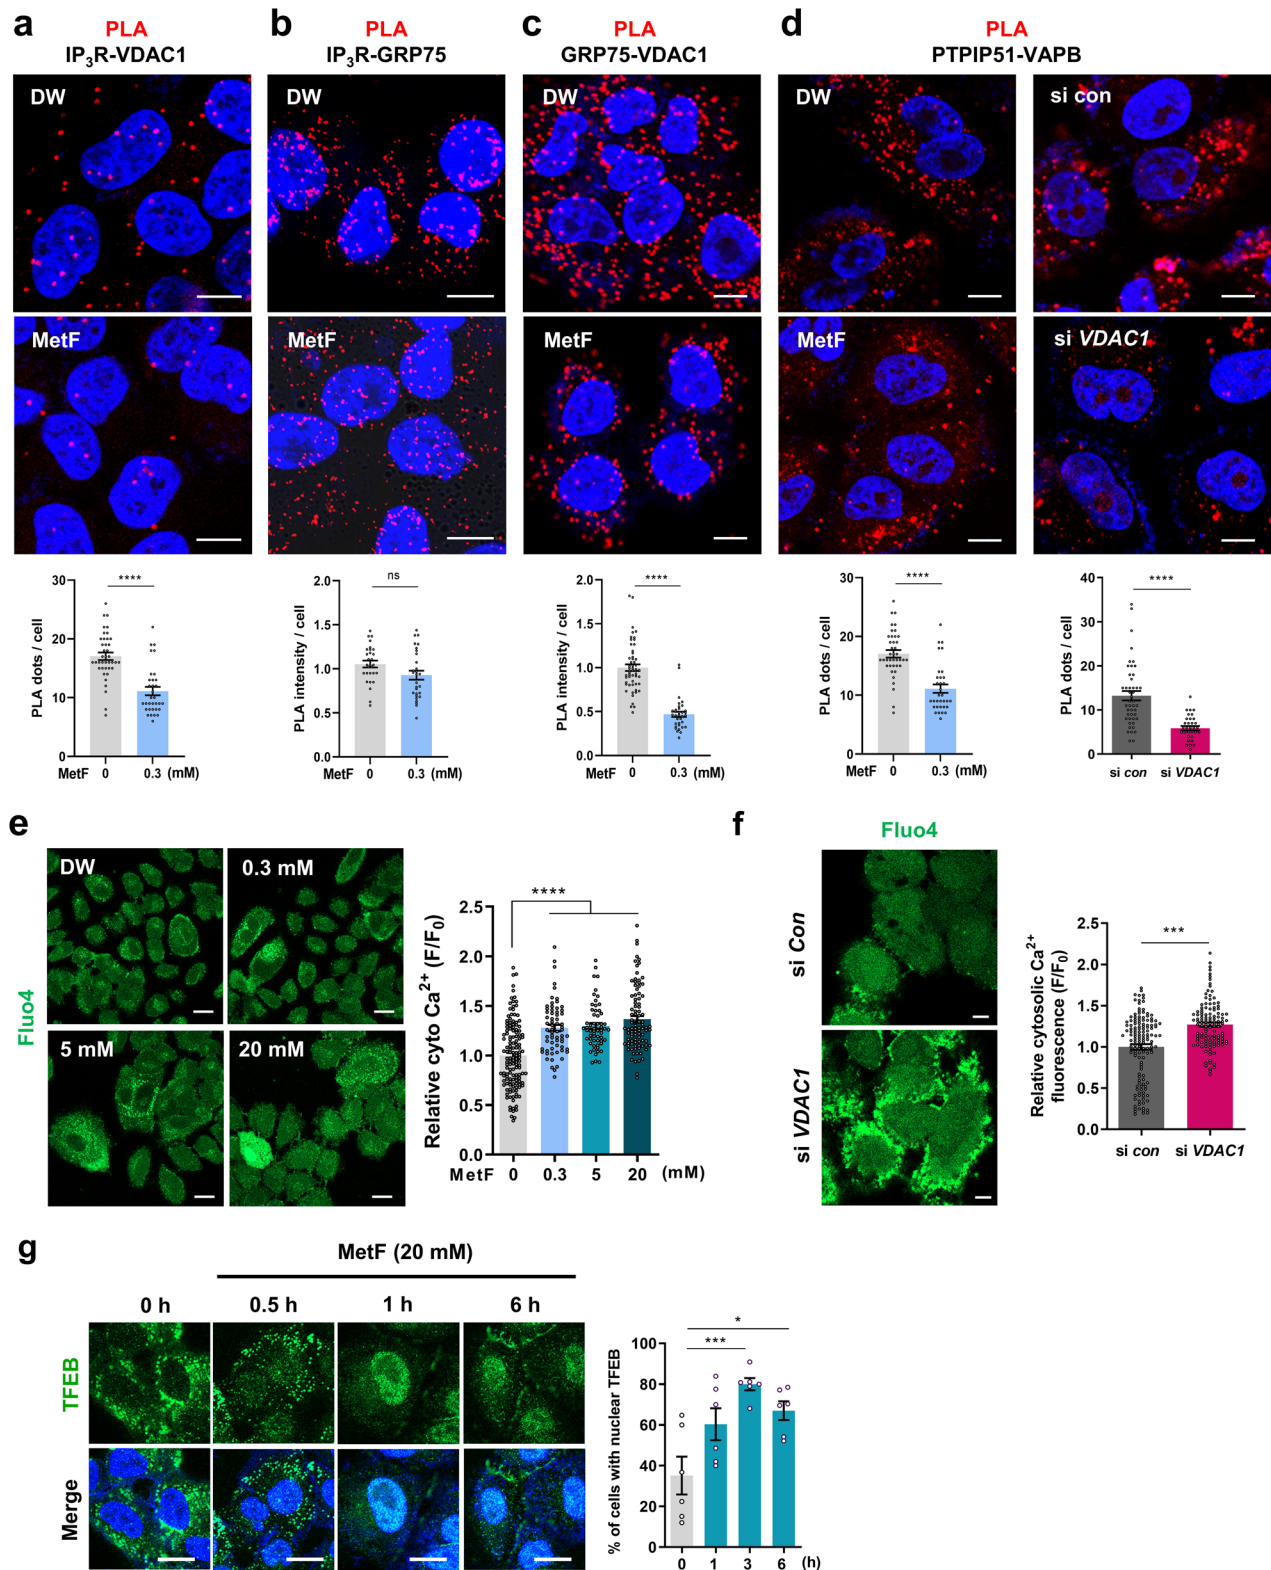 a
PLA
IP3R-VDAC1
DW
MetF
PLA dots / cell
30
20
10
0
****
MetF 0 0.3 (mM)
b
PLA
IP3R-GRP75
DW
MetF
PLA intensity / cell
2.0
1.5
1.0
0.5
0.0
ns
MetF 0 0.3 (mM)
c
PLA
GRP75-VDAC1
DW
MetF
PLA intensity / cell
2.0
1.5
1.0
0.5
0.0
****
MetF 0 0.3 (mM)
d
PLA
PTPIP51-VAPB
DW
si con
MetF
si VDAC1
PLA dots / cell
30
20
10
0
****
MetF 0 0.3 (mM)
PLA dots / cell
40
30
20
10
0
****
si con si VDAC1
e
Fluo4
DW
0.3 mM
5 mM
20 mM
Relative cyto Ca2+ (F/F0)
2.5
2.0
1.5
1.0
0.5
0.0
****
MetF 0 0.3 5 20 (mM)
f
Fluo4
si Con
si VDAC1
Relative cytosolic Ca2+
fluorescence (F/F0)
2.5
2.0
1.5
1.0
0.5
0.0
***
si con si VDAC1
g
MetF (20 mM)
0 h 0.5 h 1 h 6 h
TFEB
Merge
% of cells with nuclear TFEB
100
80
60
40
20
0
*
***
0 1 3 6 (h)